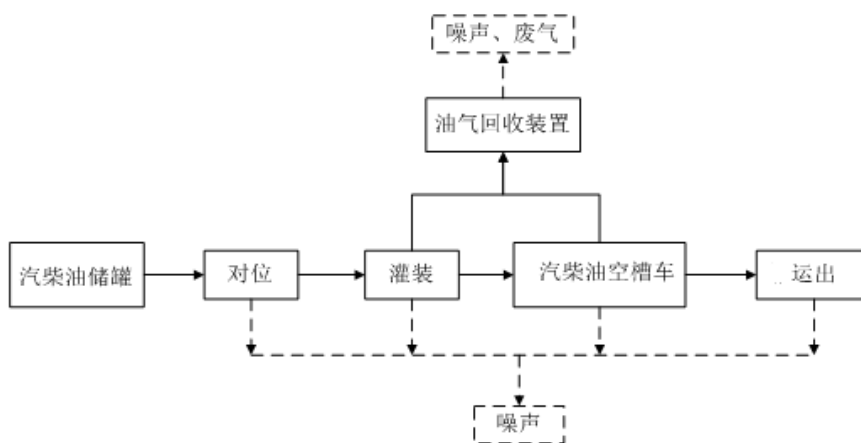 噪声、废气
油气回收装置
汽柴油储罐
对位
灌装
汽柴油空槽车
运出
噪声